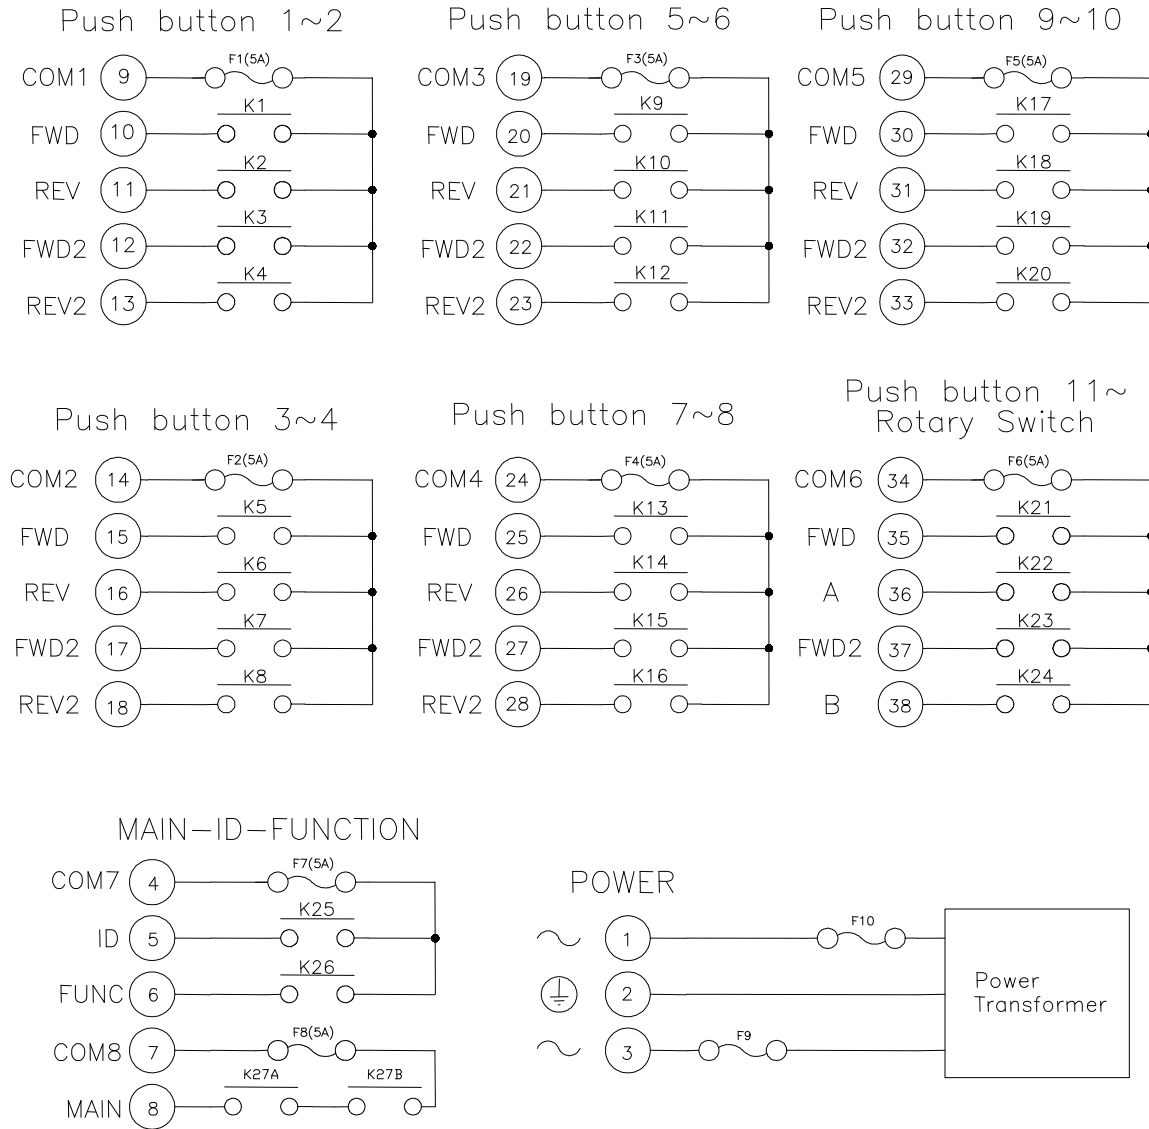 Push button 1~2
F1(5A)
COM1 9
K1
FWD 10
K2
REV 11
K3
FWD2 12
K4
REV2 13
Push button 5~6
F3(5A)
COM3 19
K9
FWD 20
K10
REV 21
K11
FWD2 22
K12
REV2 23
Push button 9~10
F5(5A)
COM5 29
K17
FWD 30
K18
REV 31
K19
FWD2 32
K20
REV2 33
Push button 3~4
F2(5A)
COM2 14
K5
FWD 15
K6
REV 16
K7
FWD2 17
K8
REV2 18
Push button 7~8
F4(5A)
COM4 24
K13
FWD 25
K14
REV 26
K15
FWD2 27
K16
REV2 28
Push button 11~
Rotary Switch
F6(5A)
COM6 34
K21
FWD 35
K22
A 36
K23
FWD2 37
K24
B 38
MAIN-ID-FUNCTION
F7(5A)
COM7 4
K25
ID 5
K26
FUNC 6
F8(5A)
COM8 7
K27A K27B
MAIN 8
POWER
F10
1
2
F9
3
Power
Transformer